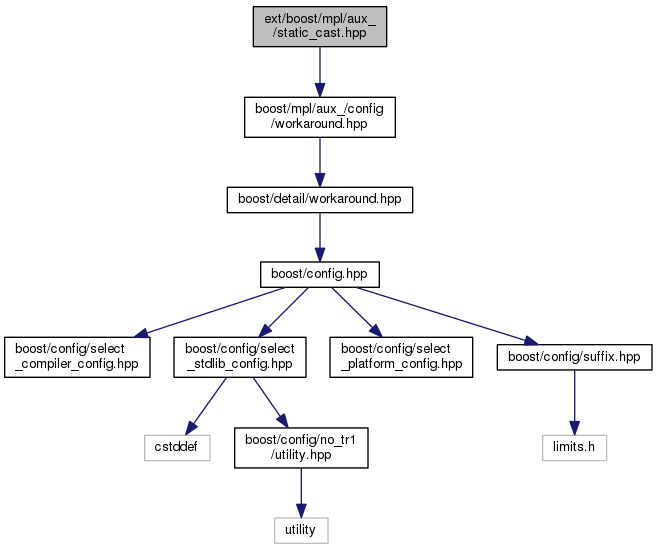 ext/boost/mpl/aux_
/static_cast.hpp
boost/mpl/aux_/config
/workaround.hpp
boost/detail/workaround.hpp
boost/config.hpp
boost/config/select
_compiler_config.hpp
boost/config/select
_stdlib_config.hpp
boost/config/select
_platform_config.hpp
boost/config/suffix.hpp
cstddef
boost/config/no_tr1
/utility.hpp
limits.h
utility